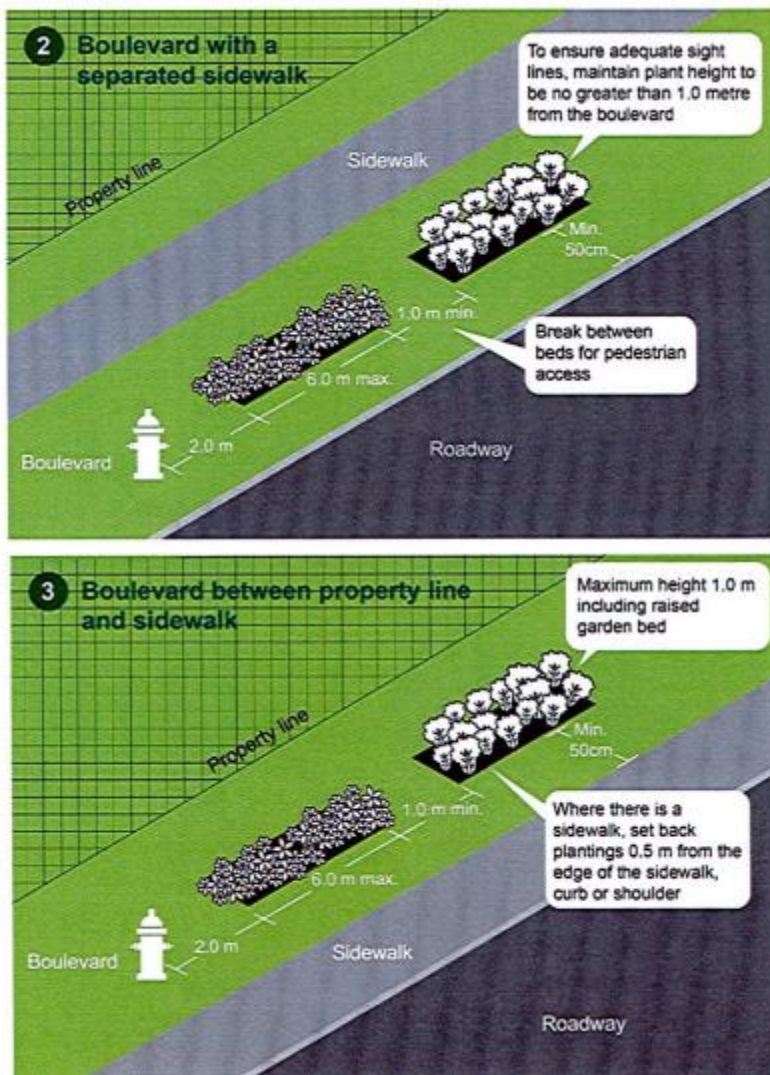 2 Boulevard with a
separated sidewalk
To ensure adequate sight
lines, maintain plant height to
be no greater than 1.0 metre
from the boulevard
Property line
Sidewalk
Min.
50cm
1.0 m min.
Break between
beds for pedestrian
access
6.0 m max.
2.0 m
Boulevard
Roadway
3 Boulevard between property line
and sidewalk
Maximum height 1.0 m
including raised
garden bed
Property line
Min.
50cm
1.0 m min.
Where there is a
sidewalk, set back
plantings 0.5 m from the
edge of the sidewalk,
curb or shoulder
6.0 m max.
2.0 m
Boulevard
Sidewalk
Roadway